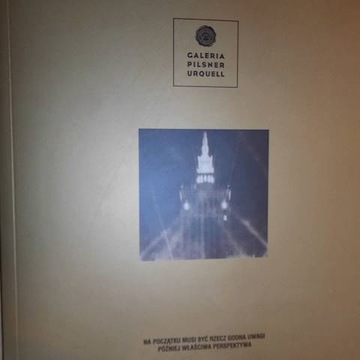 GALERIA
PILSNER
URQUELL
NA POCZĄTKU MUSI BYĆ RZECZ GODNA UWAGI
PÓŹNIEJ WŁAŚCIWA PERSPEKTYWA